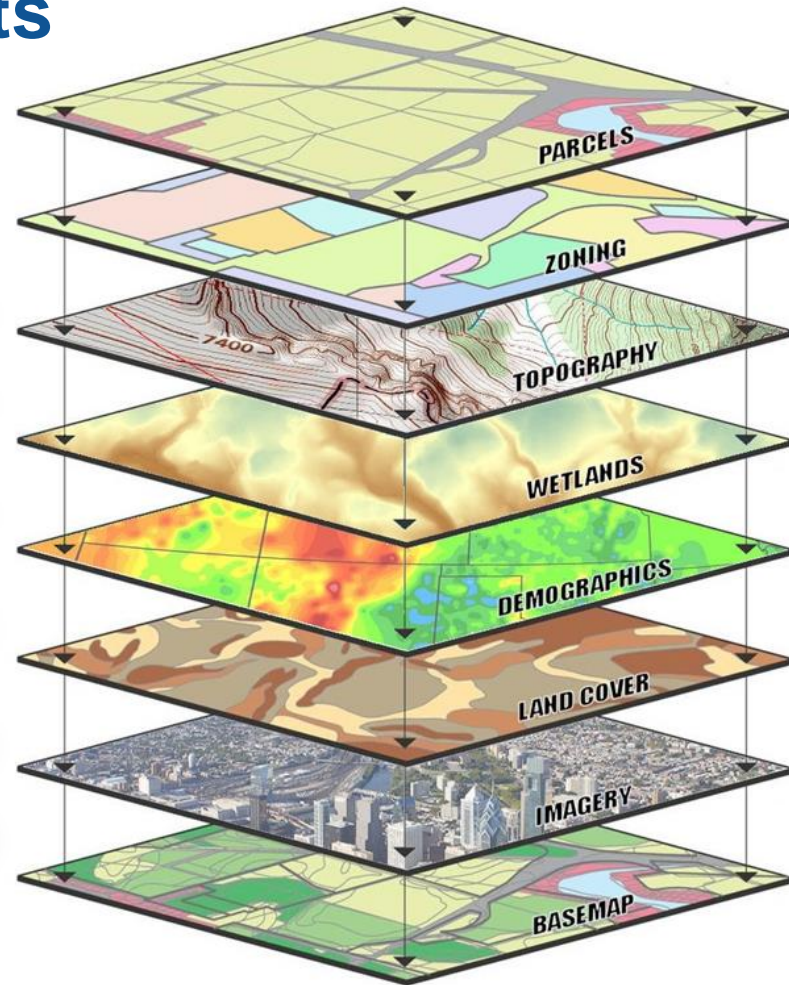 ts
PARCELS
ZONING
7400
TOPOGRAPHY
WETLANDS
DEMOGRAPHICS
LAND COVER
IMAGERY
BASEMAP